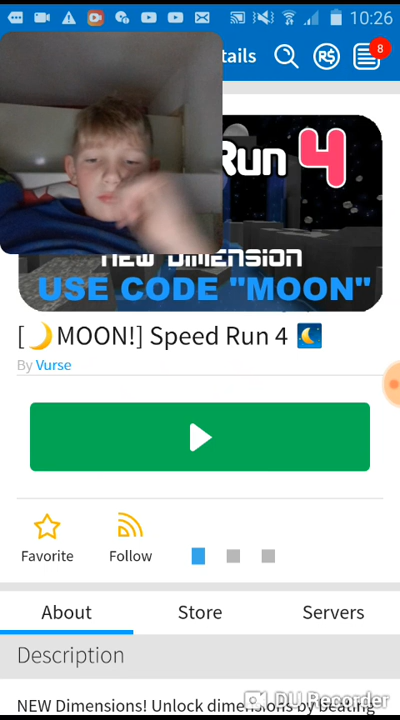 10:26
tails
R$
8
Run 4
NEW DIMENSION
USE CODE "MOON"
[🌙MOON!] Speed Run 4 🌜
By Vurse
Favorite
Follow
About
Store
Servers
Description
NEW Dimensions! Unlock dimensions by beating
DU Recorder